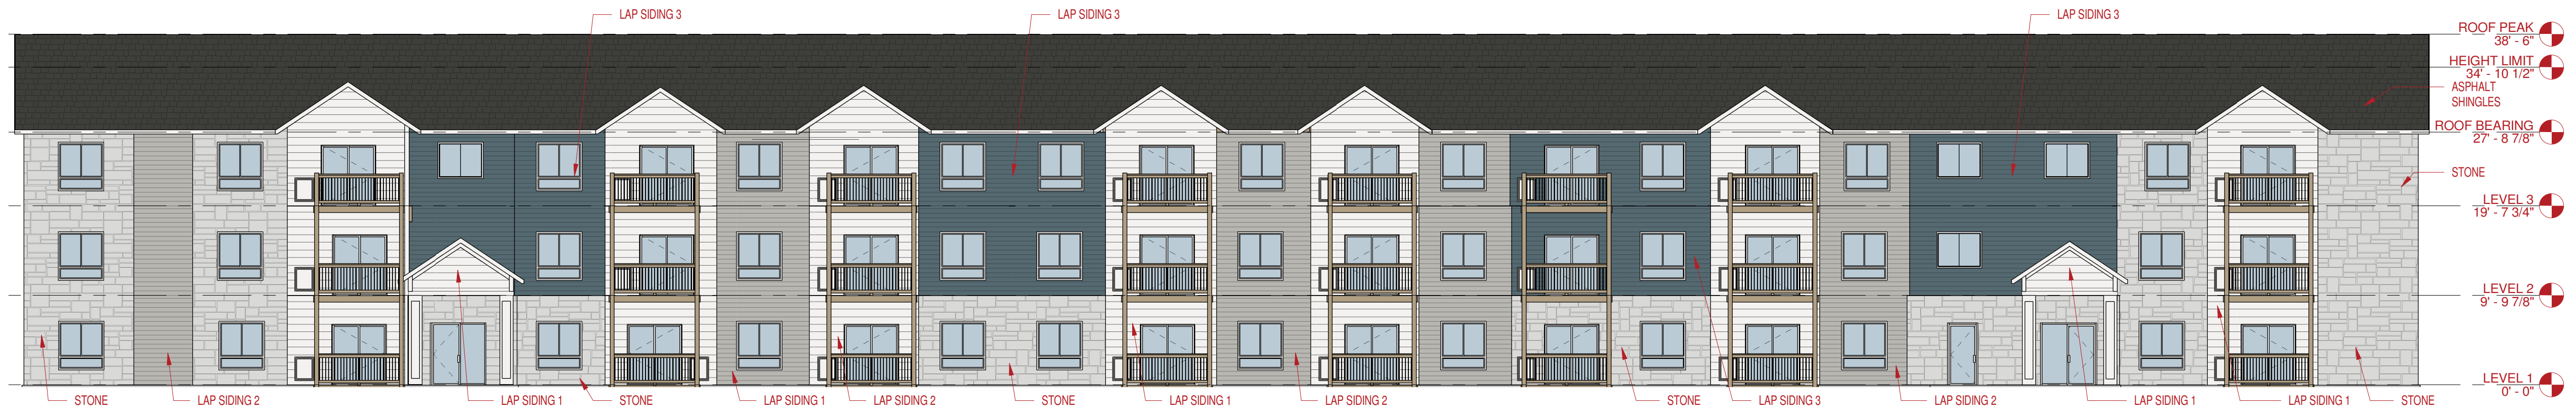 LAP SIDING 3
LAP SIDING 3
LAP SIDING 3
ROOF PEAK
38' - 6"
HEIGHT LIMIT
34' - 10 1/2"
ASPHALT
SHINGLES
ROOF BEARING
27' - 8 7/8"
STONE
LEVEL 3
19' - 7 3/4"
LEVEL 2
9' - 9 7/8"
LEVEL 1
0' - 0"
STONE
LAP SIDING 2
LAP SIDING 1
STONE
LAP SIDING 1
LAP SIDING 2
STONE
LAP SIDING 1
LAP SIDING 2
STONE
LAP SIDING 3
LAP SIDING 2
LAP SIDING 1
LAP SIDING 1
STONE